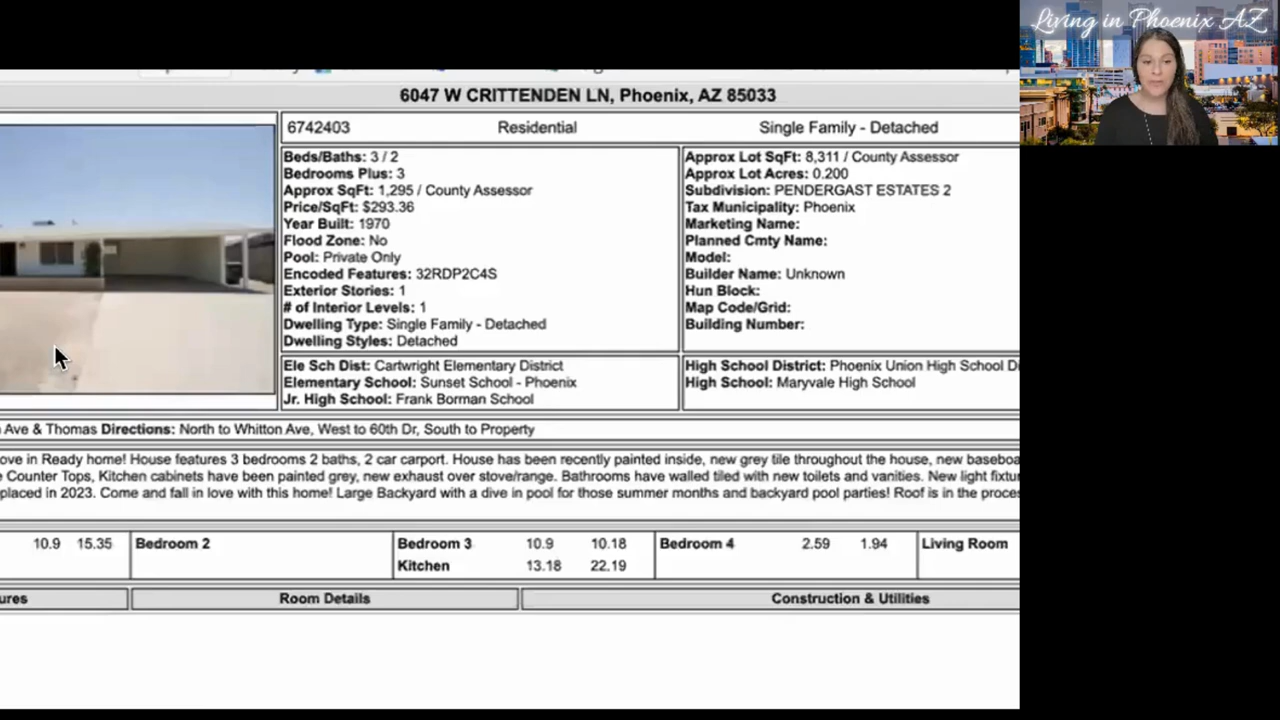 Living in Phoenix AZ
6047 W CRITTENDEN LN, Phoenix, AZ 85033
6742403 Residential Single Family - Detached
Beds/Baths: 3 / 2
Bedrooms Plus: 3
Approx SqFt: 1,295 / County Assessor
Price/SqFt: $293.36
Year Built: 1970
Flood Zone: No
Pool: Private Only
Encoded Features: 32RDP2C4S
Exterior Stories: 1
# of Interior Levels: 1
Dwelling Type: Single Family - Detached
Dwelling Styles: Detached
Approx Lot SqFt: 8,311 / County Assessor
Approx Lot Acres: 0.200
Subdivision: PENDERGAST ESTATES 2
Tax Municipality: Phoenix
Marketing Name:
Planned Cmty Name:
Model:
Builder Name: Unknown
Hun Block:
Map Code/Grid:
Building Number:
Ele Sch Dist: Cartwright Elementary District
Elementary School: Sunset School - Phoenix
Jr. High School: Frank Borman School
High School District: Phoenix Union High School Di
High School: Maryvale High School
Ave & Thomas Directions: North to Whitton Ave, West to 60th Dr, South to Property
ove in Ready home! House features 3 bedrooms 2 baths, 2 car carport. House has been recently painted inside, new grey tile throughout the house, new baseboa
Counter Tops, Kitchen cabinets have been painted grey, new exhaust over stove/range. Bathrooms have walled tiled with new toilets and vanities. New light fixtur
placed in 2023. Come and fall in love with this home! Large Backyard with a dive in pool for those summer months and backyard pool parties! Roof is in the proces
10.9 15.35 Bedroom 2 Bedroom 3 10.9 10.18 Bedroom 4 2.59 1.94 Living Room
Kitchen 13.18 22.19
ures Room Details Construction & Utilities